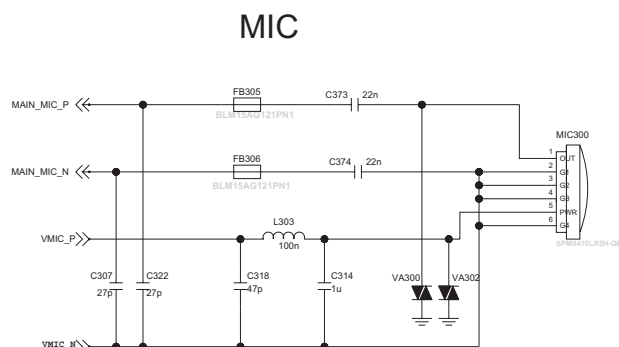 MIC
FB305
C373 22n
MAIN_MIC_P
BLM15AG121PN1
MIC300
1 OUT
FB306
C374 22n
2 G1
MAIN_MIC_N
3 G2
BLM15AG121PN1
4 G3
L303
5 PWR
VMIC_P
6 G4
100n
C307 C322 C318 C314 VA300 VA302
27p 27p 47p 1u
VMIC_N